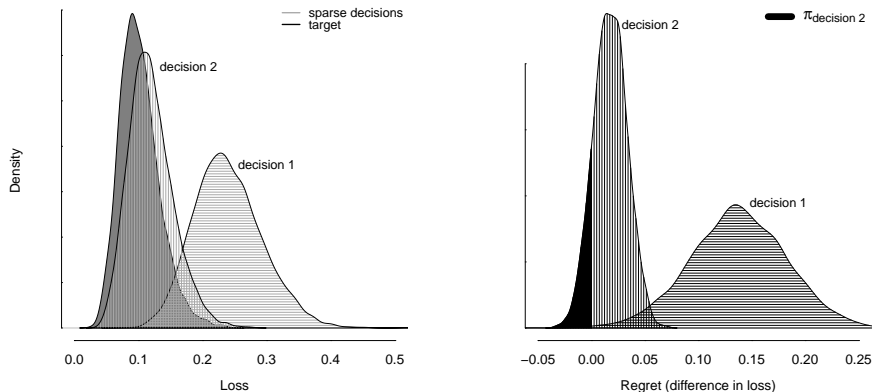 sparse decisions
target
decision 2
decision 1
Density
0.0 0.1 0.2 0.3 0.4 0.5
Loss
πdecision 2
decision 1
decision 2
−0.05 0.00 0.05 0.10 0.15 0.20 0.25
Regret (difference in loss)